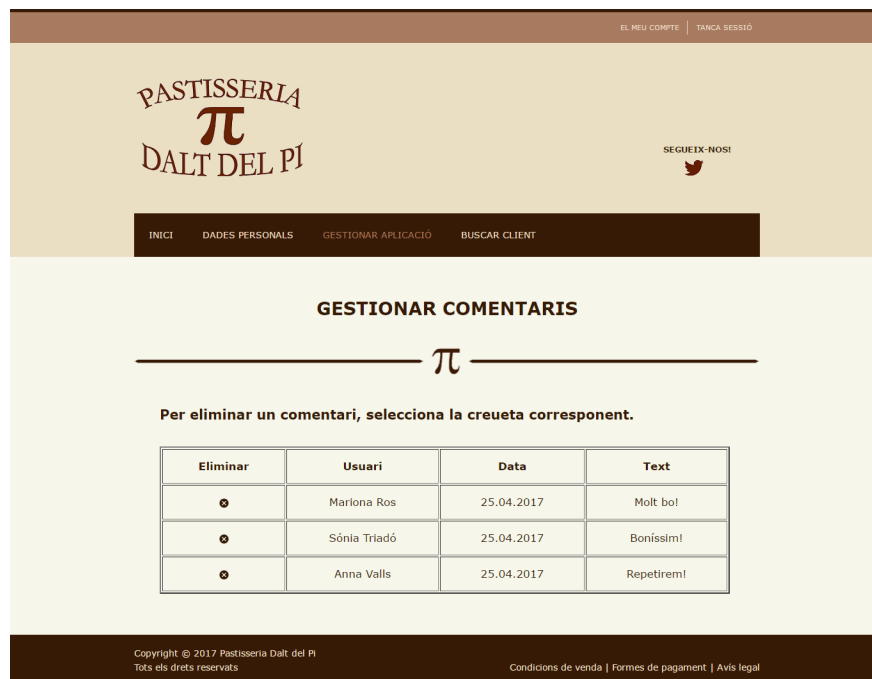 EL MEU COMPTE TANCA SESSIÓ
PASTISSERIA
π
DALT DEL PI
SEGUEIX-NOS!
INICI DADES PERSONALS GESTIONAR APLICACIÓ BUSCAR CLIENT
GESTIONAR COMENTARIS
π
Per eliminar un comentari, selecciona la creueta corresponent.
Eliminar Usuari Data Text
Mariona Ros 25.04.2017 Molt bo!
Sónia Triadó 25.04.2017 Boníssim!
Anna Valls 25.04.2017 Repetirem!
Copyright © 2017 Pastisseria Dalt del Pi
Tots els drets reservats
Condicions de venda | Formes de pagament | Avís legal